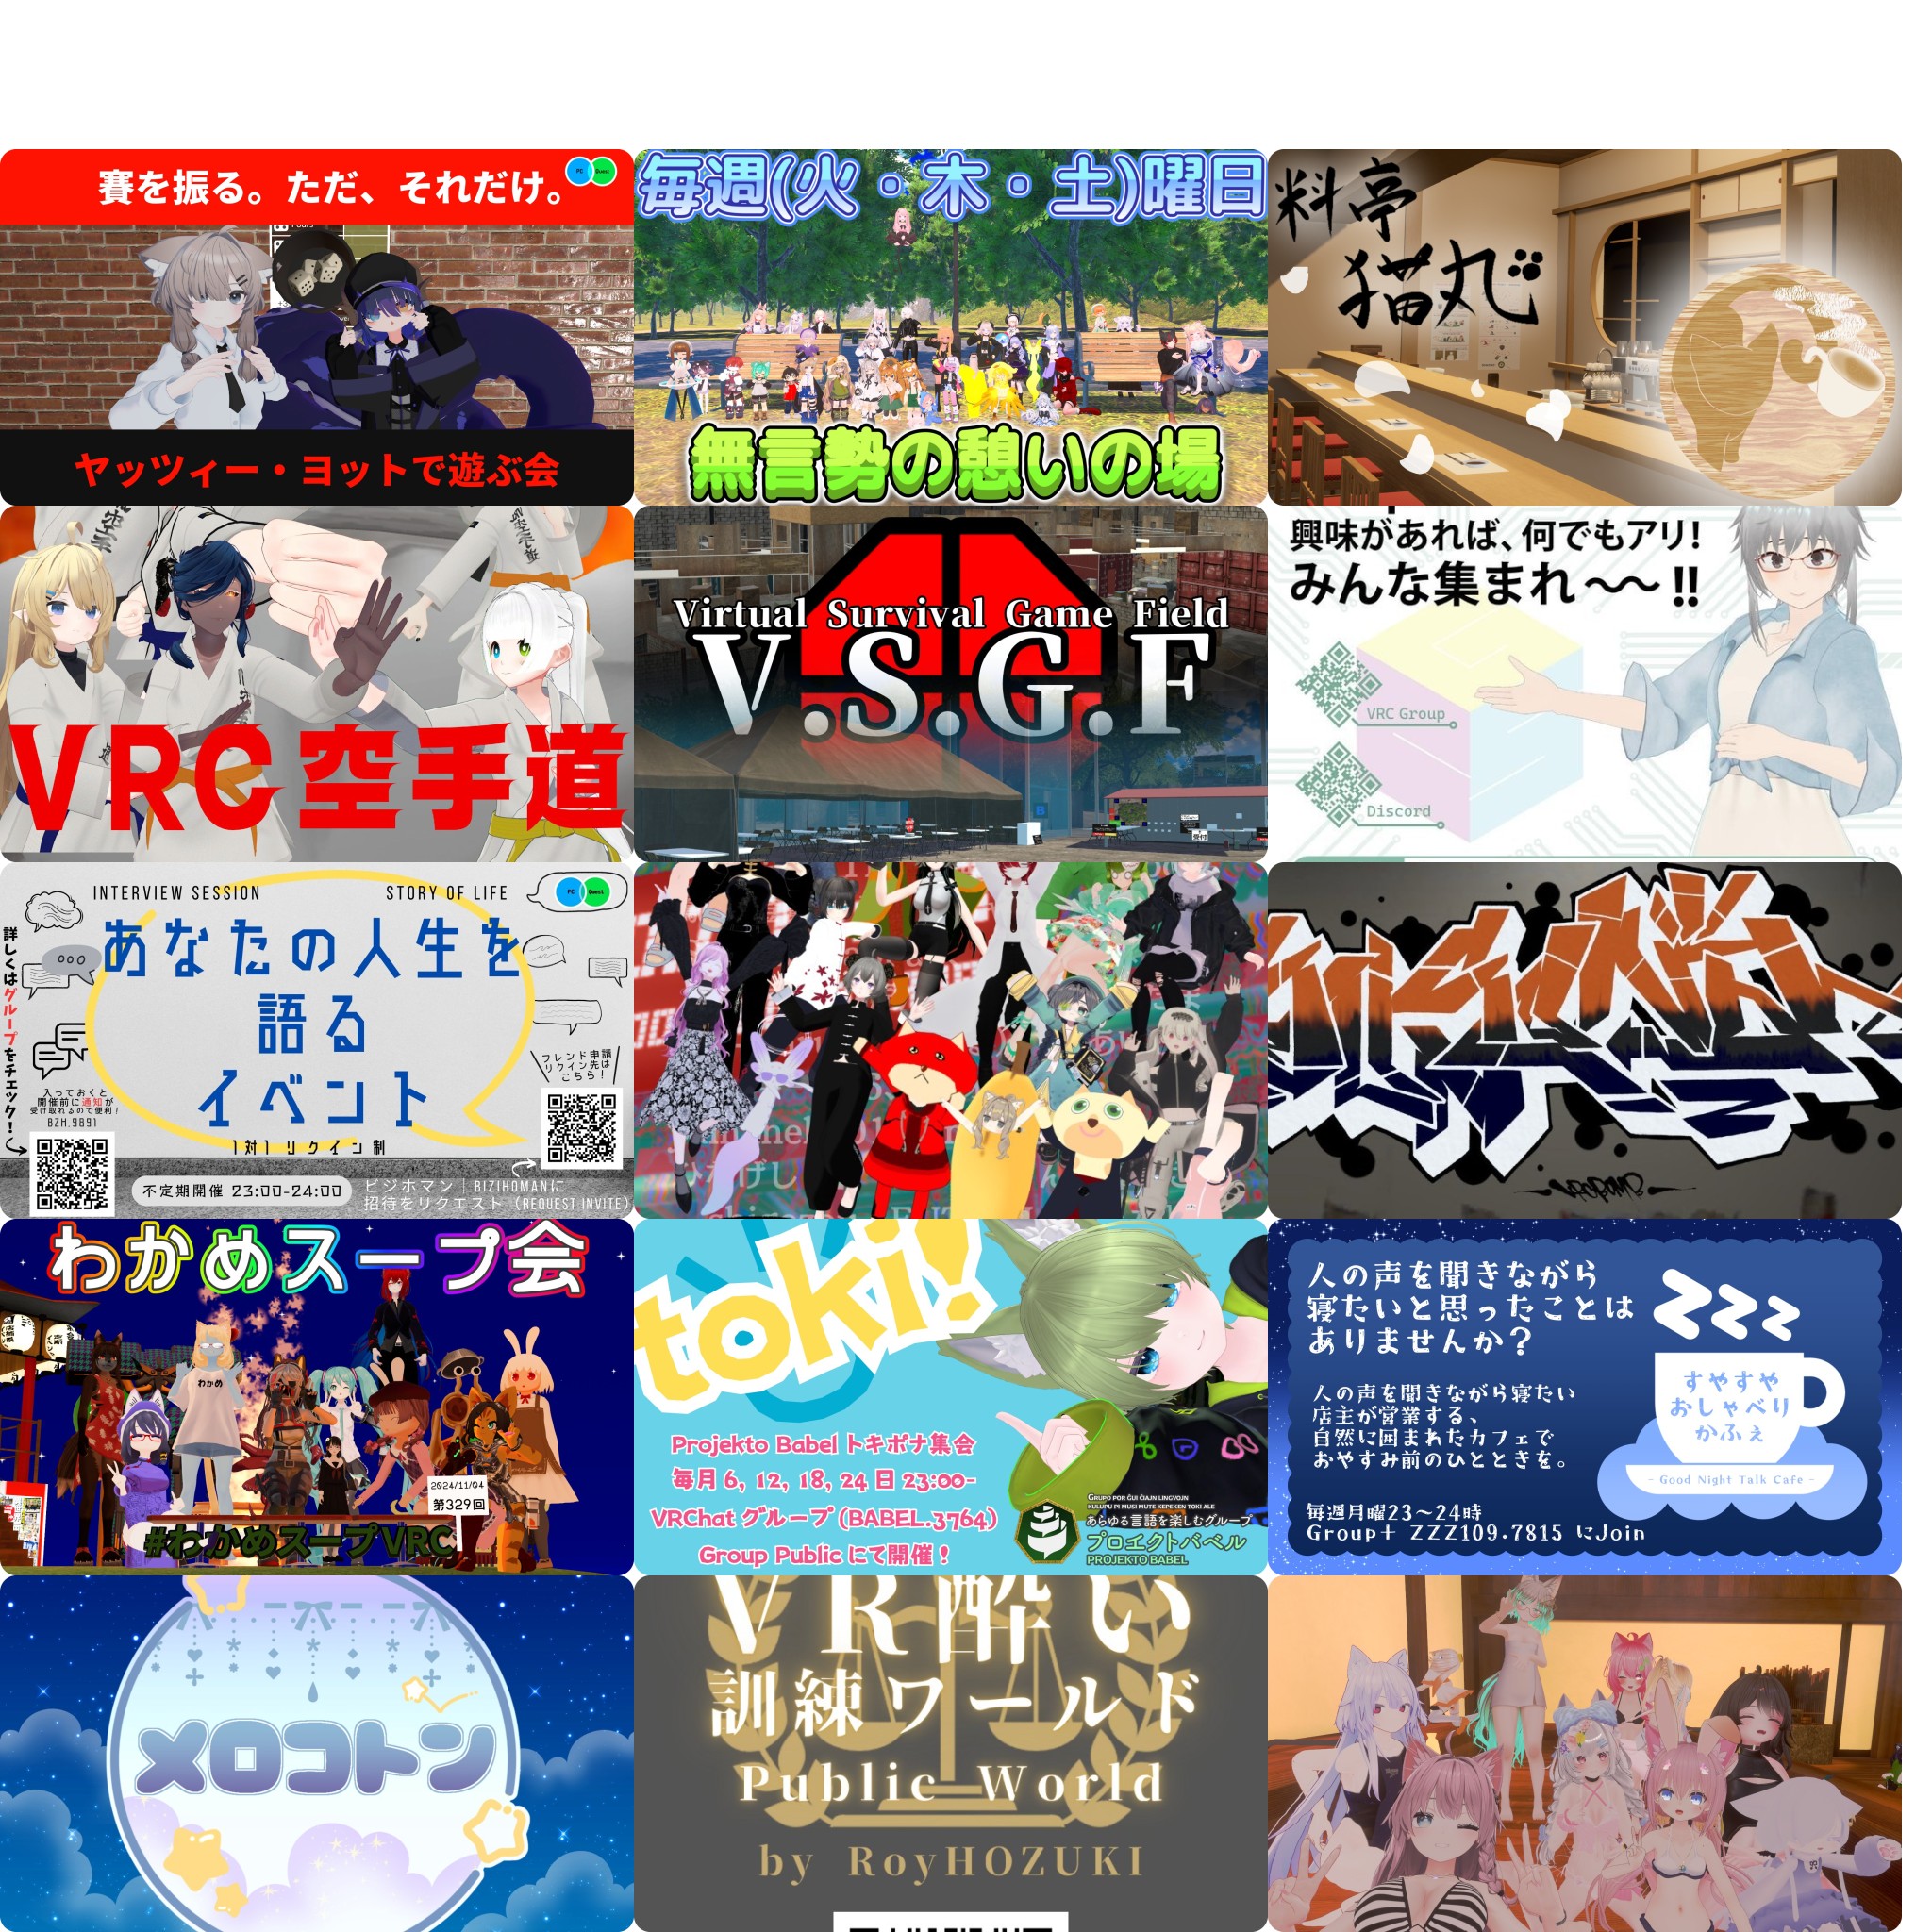 賽を振る。ただ、それだけ。
PC
Quest
ヤッツィー・ヨットで遊ぶ会
毎週(火・木・土)曜日
無言勢の憩いの場
料亭
猫丸
VRC空手道
Virtual Survival Game Field
V.S.G.F
受付
興味があれば、何でもアリ!
みんな集まれ〜〜!!
VRC Group
Discord
INTERVIEW SESSION
STORY OF LIFE
PC
Quest
あなたの人生を
語る
イベント
1対1リクイン制
詳しくはグループをチェック!
入っておくと
開催前に通知が
受け取れるので便利!
BZH.9891
フレンド申請
リクイン先は
こちら!
不定期開催 23:00-24:00
ビジホマン|BIZIHOMANに
招待をリクエスト(REQUEST INVITE)
わかめスープ会
わかめ
2024/11/04
第329回
#わかめスープVRC
toki!
Projekto Babel トキポナ集会
毎月 6, 12, 18, 24 日 23:00-
VRChat グループ (BABEL.3764)
Group Public にて開催!
GRUPO POR ĜUI ĈIAJN LINGVOJN
KULUPU PI MUSI MUTE KEPEKEN TOKI ALE
あらゆる言語を楽しむグループ
プロエクトバベル
PROJEKTO BABEL
人の声を聞きながら
寝たいと思ったことは
ありませんか?
zzz
人の声を聞きながら寝たい
店主が営業する、
自然に囲まれたカフェで
おやすみ前のひとときを。
すやすや
おしゃべり
かふぇ
- Good Night Talk Cafe -
毎週月曜23〜24時
Group+ ZZZ109.7815 にJoin
メロコトン
VR酔い
訓練ワールド
Public World
by RoyHOZUKI